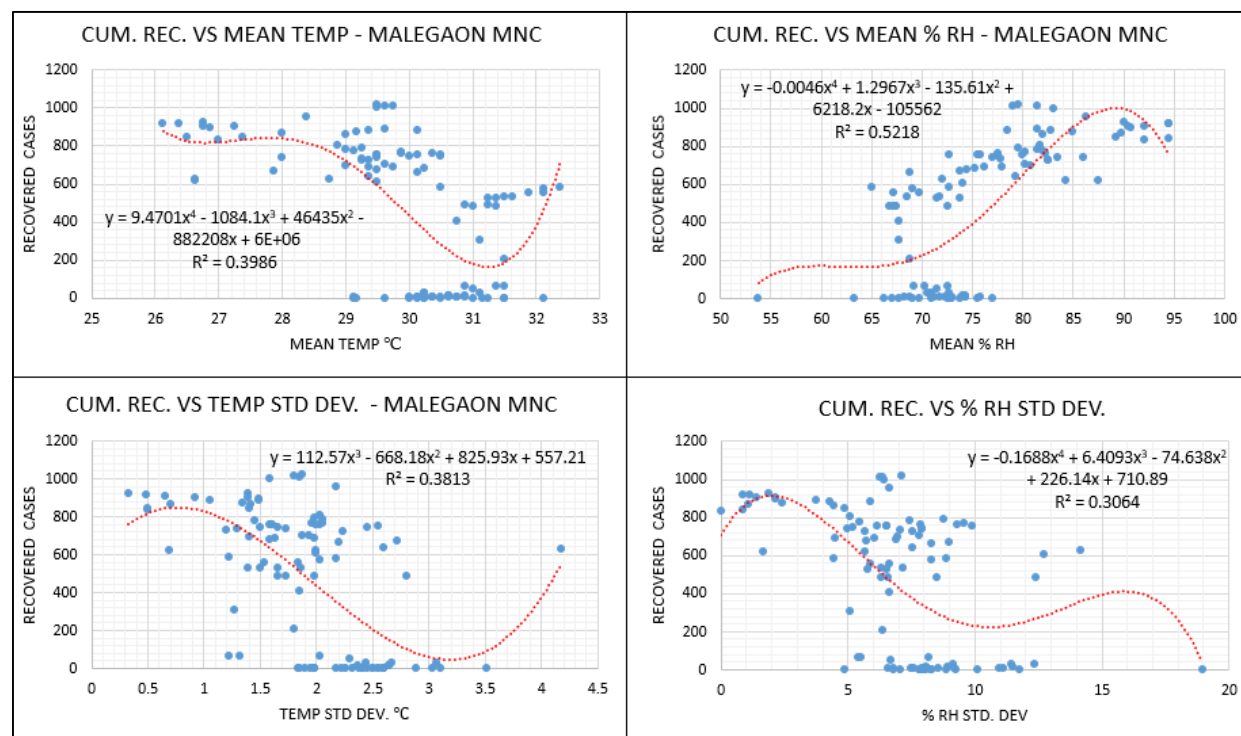 CUM. REC. VS MEAN TEMP - MALEGAON MNC
RECOVERED CASES
1200
1000
800
600
400
200
0
y = 9.4701x⁴ - 1084.1x³ + 46435x² -
882208x + 6E+06
R² = 0.3986
25 26 27 28 29 30 31 32 33
MEAN TEMP °C
CUM. REC. VS MEAN % RH - MALEGAON MNC
RECOVERED CASES
1200
1000
800
600
400
200
0
y = -0.0046x⁴ + 1.2967x³ - 135.61x² +
6218.2x - 105562
R² = 0.5218
50 55 60 65 70 75 80 85 90 95 100
MEAN % RH
CUM. REC. VS TEMP STD DEV. - MALEGAON MNC
RECOVERED CASES
1200
1000
800
600
400
200
0
y = 112.57x³ - 668.18x² + 825.93x + 557.21
R² = 0.3813
0 0.5 1 1.5 2 2.5 3 3.5 4 4.5
TEMP STD DEV. °C
CUM. REC. VS % RH STD DEV.
RECOVERED CASES
1200
1000
800
600
400
200
0
y = -0.1688x⁴ + 6.4093x³ - 74.638x²
+ 226.14x + 710.89
R² = 0.3064
0 5 10 15 20
% RH STD. DEV